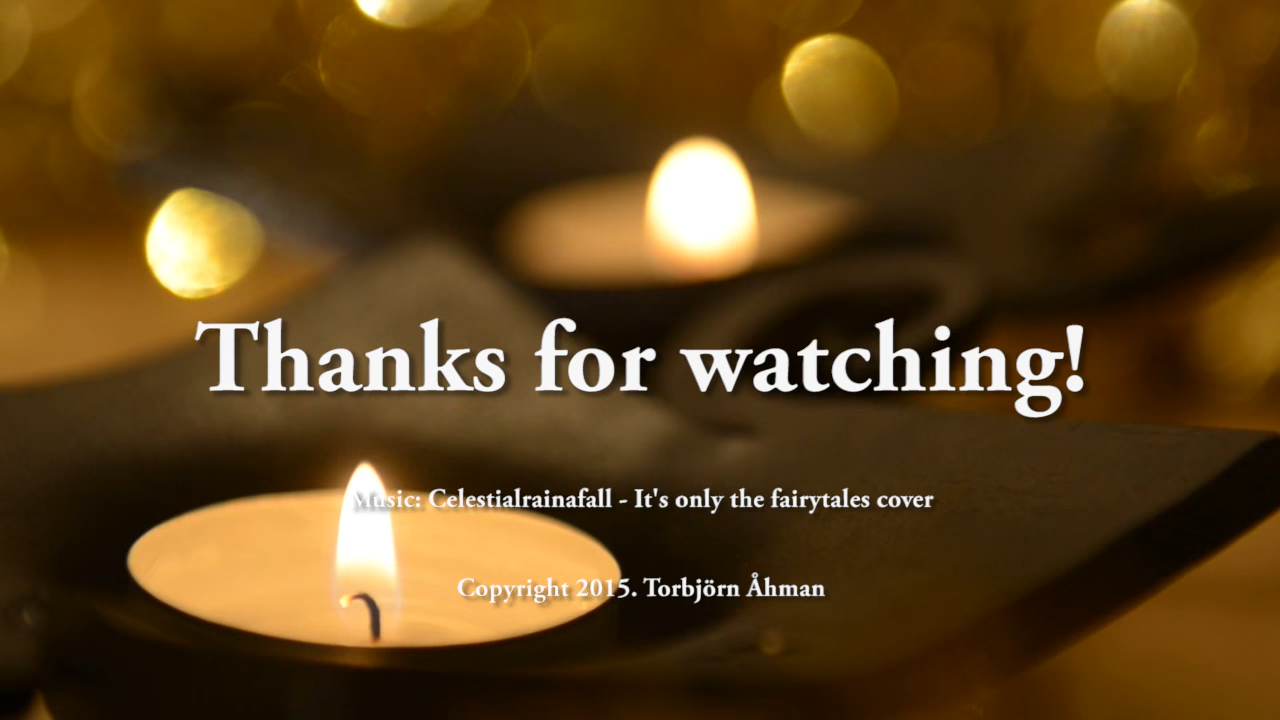 Thanks for watching!
Music: Celestialrainafall - It's only the fairytales cover
Copyright 2015. Torbjörn Åhman